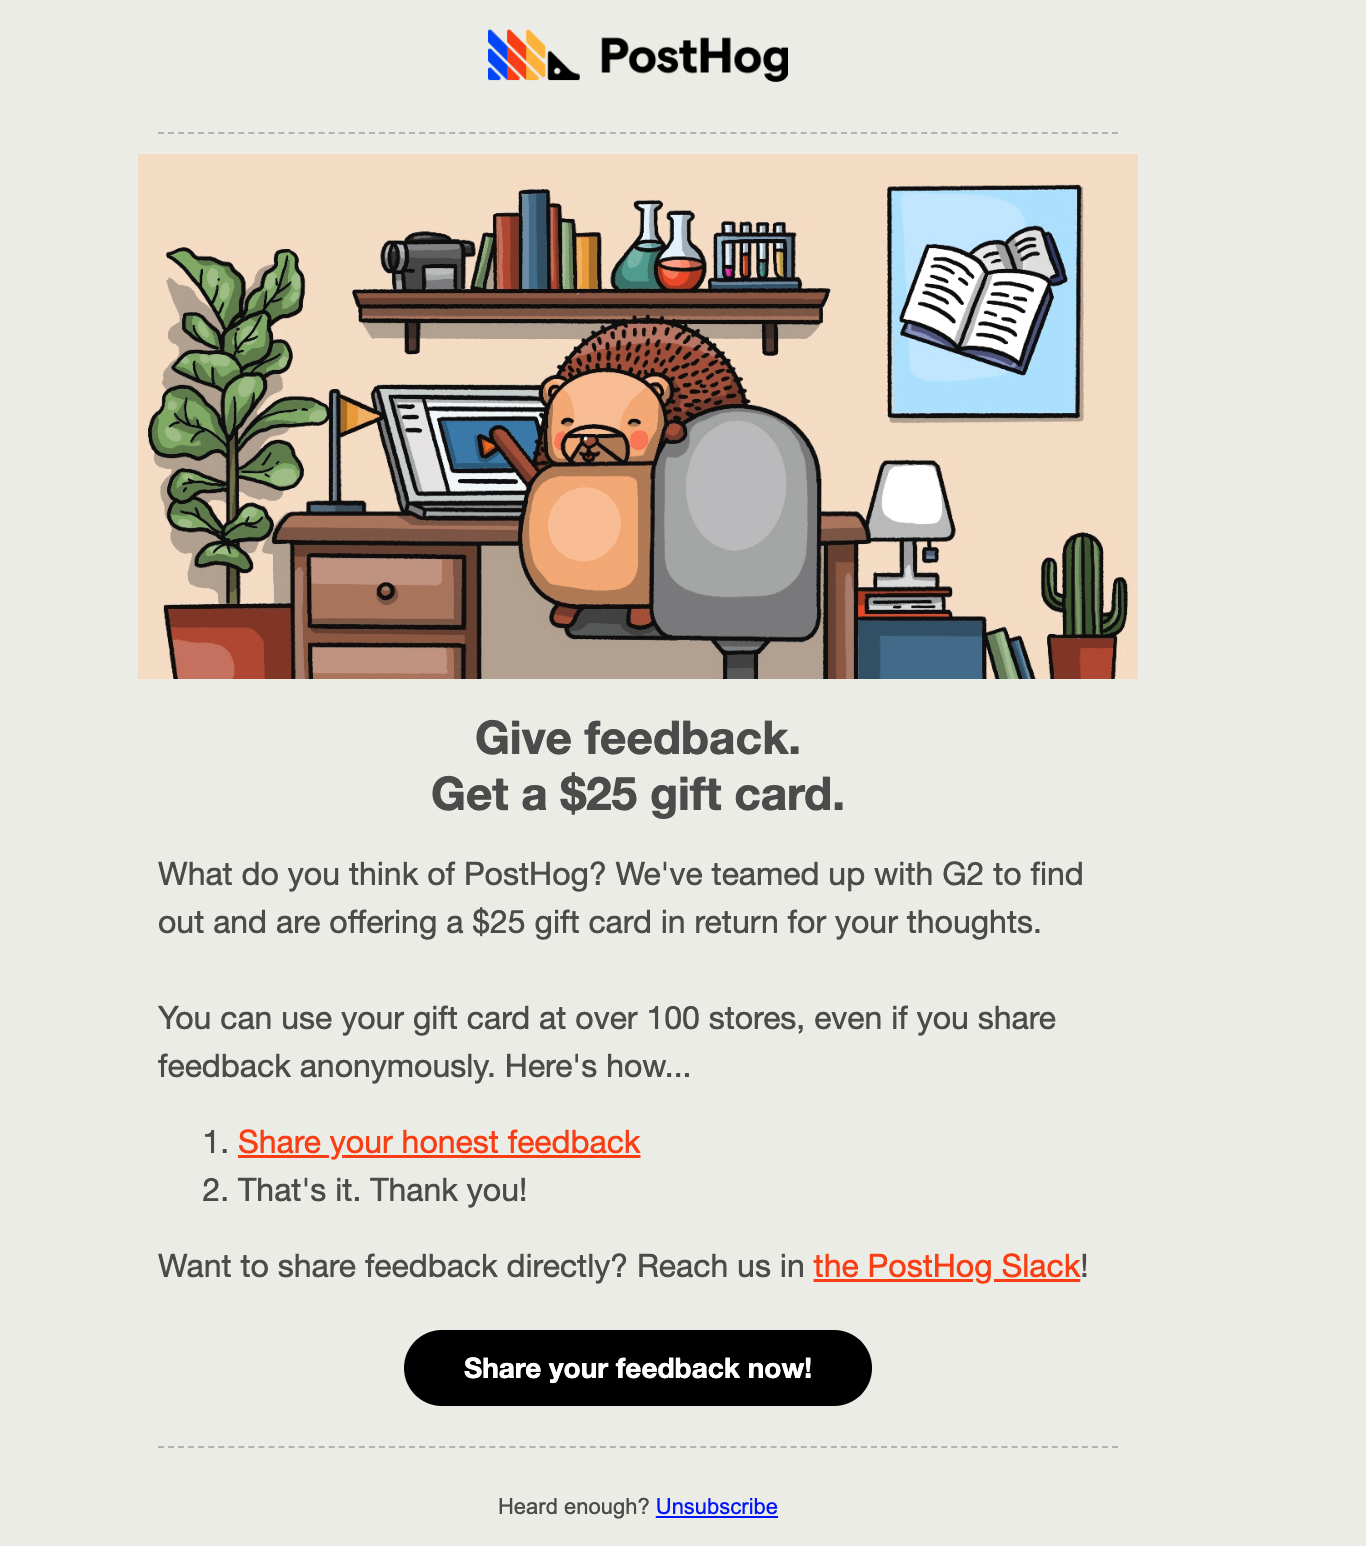 PostHog
Give feedback.
Get a $25 gift card.
What do you think of PostHog? We've teamed up with G2 to find
out and are offering a $25 gift card in return for your thoughts.
You can use your gift card at over 100 stores, even if you share
feedback anonymously. Here's how...
1. Share your honest feedback
2. That's it. Thank you!
Want to share feedback directly? Reach us in the PostHog Slack!
Share your feedback now!
Heard enough? Unsubscribe